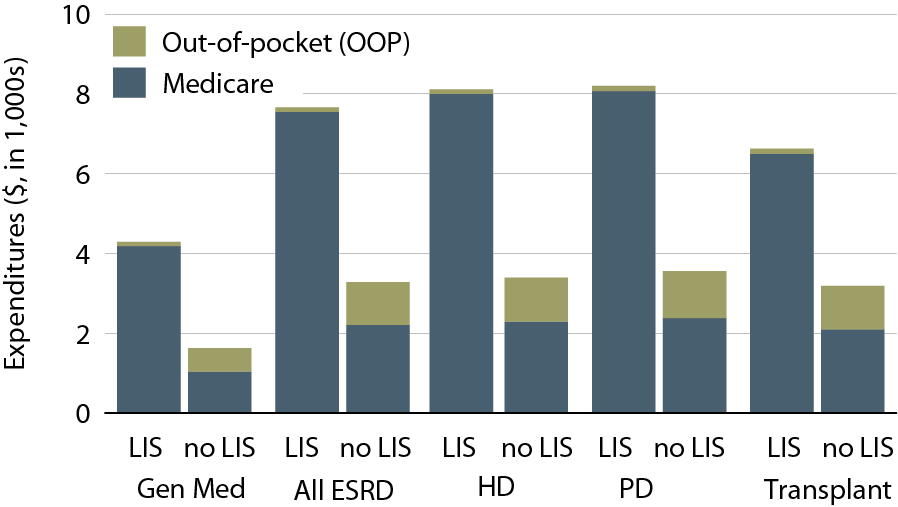 Expenditures ($, in 1,000s)
10
8
6
4
2
0
Out-of-pocket (OOP)
Medicare
LIS no LIS LIS no LIS LIS no LIS LIS no LIS LIS no LIS
Gen Med All ESRD HD PD Transplant